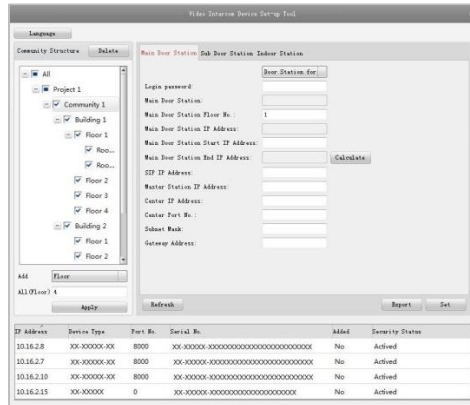 Video Intercom Device Set-up Tool
Language
Community Structure Delete
All
Project 1
Community 1
Building 1
Floor 1
Roo...
Roo...
Floor 2
Floor 3
Floor 4
Building 2
Floor 1
Floor 2
Add Floor
All(Floor) 4
Apply
Main Door Station Sub Door Station Indoor Station
Door Station for
Login password:
Main Door Station:
Main Door Station Floor No.: 1
Main Door Station IP Address:
Main Door Station Start IP Address:
Main Door Station End IP Address: Calculate
SIP IP Address:
Master Station IP Address:
Center IP Address:
Center Port No.:
Subnet Mask:
Gateway Address:
Refresh Export Set
IP Address Device Type Port No. Serial No. Added Security Status
10.16.2.8 XX-XXXXX-XX 8000 XX-XXXXX-XXXXXXXXXXXXXXXXXXXXXXX No Actived
10.16.2.7 XX-XXXXX-XX 8000 XX-XXXXX-XXXXXXXXXXXXXXXXXXXXXXX No Actived
10.16.2.10 XX-XXXXX-XX 8000 XX-XXXXX-XXXXXXXXXXXXXXXXXXXXXXX No Actived
10.16.2.15 XX-XXXXX 0 XX-XXXXX-XXXXXXXXXXXXXXXXXXX No Actived